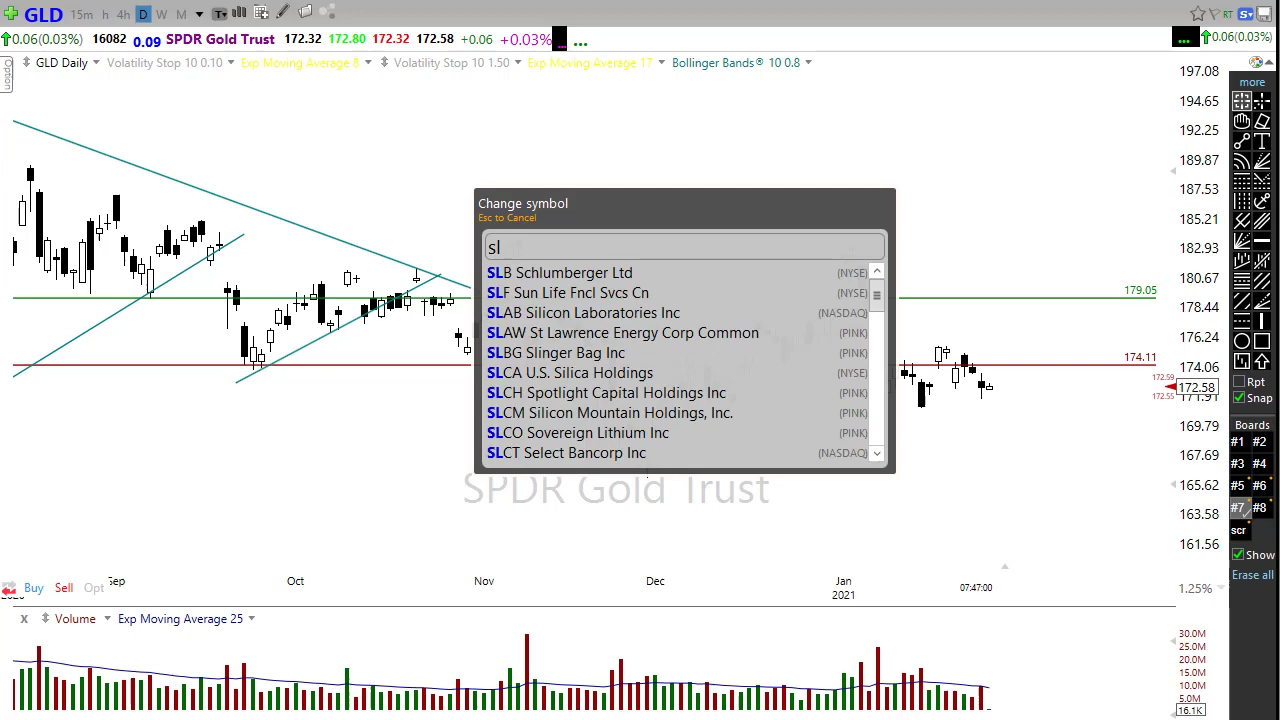 GLD 15m h 4h D W M T RT S
0.06(0.03%) 16082 0.09 SPDR Gold Trust 172.32 172.80 172.32 172.58 +0.06 +0.03% ... ... ... 0.06(0.03%)
Option
GLD Daily Volatility Stop 10 0.10 Exp Moving Average 8 Volatility Stop 10 1.50 Exp Moving Average 17 Bollinger Bands® 10 0.8
197.08
194.65
192.25
189.87
187.53
185.21
182.93
180.67
178.44
176.24
174.06
171.91
169.79
167.69
165.62
163.58
161.56
179.05
174.11
172.59
172.58
172.55
Change symbol
Esc to Cancel
sl
SLB Schlumberger Ltd (NYSE)
SLF Sun Life Fncl Svcs Cn (NYSE)
SLAB Silicon Laboratories Inc (NASDAQ)
SLAW St Lawrence Energy Corp Common (PINK)
SLBG Slinger Bag Inc (PINK)
SLCA U.S. Silica Holdings (NYSE)
SLCH Spotlight Capital Holdings Inc (PINK)
SLCM Silicon Mountain Holdings, Inc. (PINK)
SLCO Sovereign Lithium Inc (PINK)
SLCT Select Bancorp Inc (NASDAQ)
SPDR Gold Trust
more
T
Rpt
Snap
Boards
#1 #2
#3 #4
#5 #6
#7 #8
scr
Show
Erase all
Buy Sell Opt
Sep Oct Nov Dec Jan
2021
07:47:00
1.25%
X Volume Exp Moving Average 25
30.0M
25.0M
20.0M
15.0M
10.0M
5.0M
16.1K